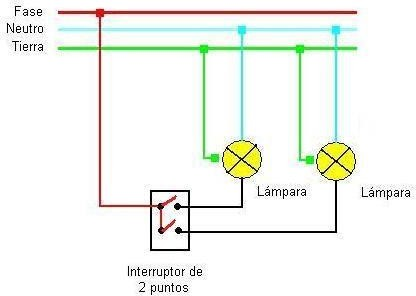 Fase
Neutro
Tierra
Lámpara
Lámpara
Interruptor de
2 puntos